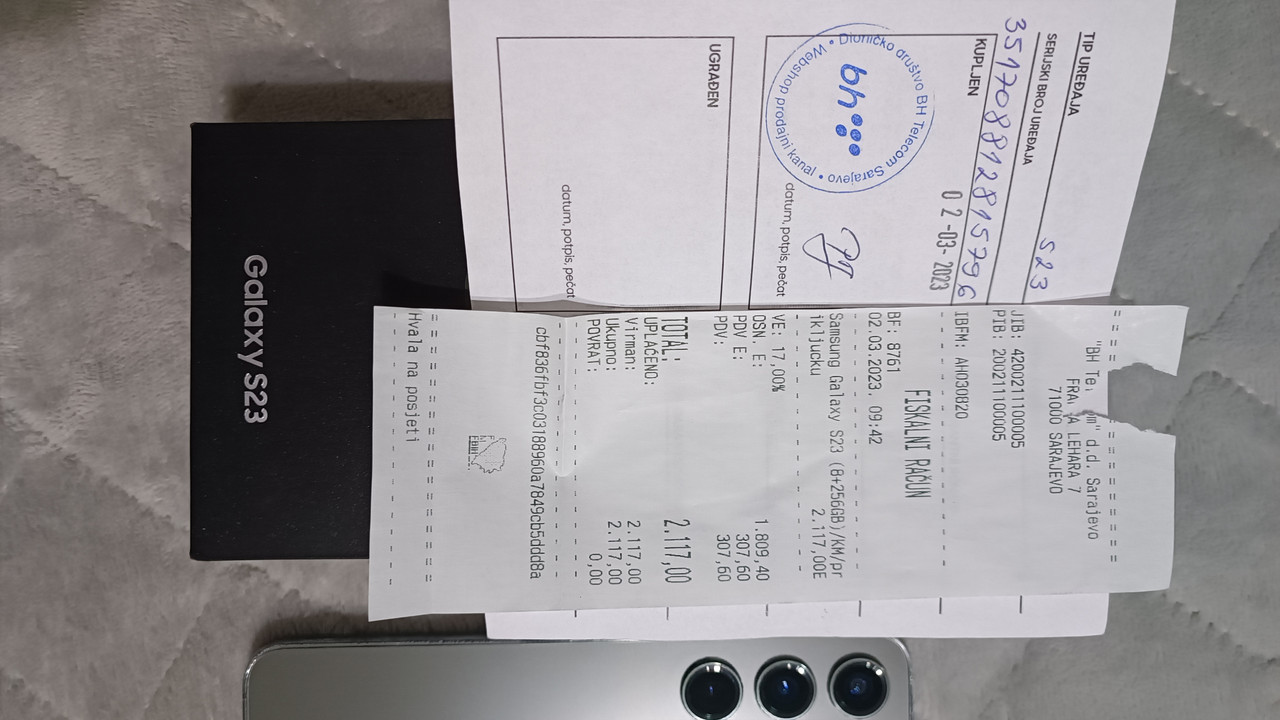 TIP UREĐAJA
S23
SERIJSKI BROJ UREĐAJA
351708812815796
KUPLJEN
02-03-2023
Dioničko društvo BH Telecom Sarajevo • Webshop prodajni kanal •
bh
datum, potpis, pečat
UGRAĐEN
datum, potpis, pečat
Galaxy S23
"BH Te m" d.d. Sarajevo
FRA A LEHARA 7
71000 SARAJEVO
JIB: 4200211100005
PIB: 200211100005
IBFM: AH030820
FISKALNI RAČUN
BF: 8761
02.03.2023. 09:42
Samsung Galaxy S23 (8+256GB)/KM/pr
ikljucku 2.117,00E
VE: 17,00%
OSN. E: 1.809,40
PDV E: 307,60
PDV: 307,60
TOTAL: 2.117,00
UPLAĆENO:
Virman: 2.117,00
Ukupno: 2.117,00
POVRAT: 0,00
cbf836fbf3c03188960a7849cb5ddd8a
Hvala na posjeti